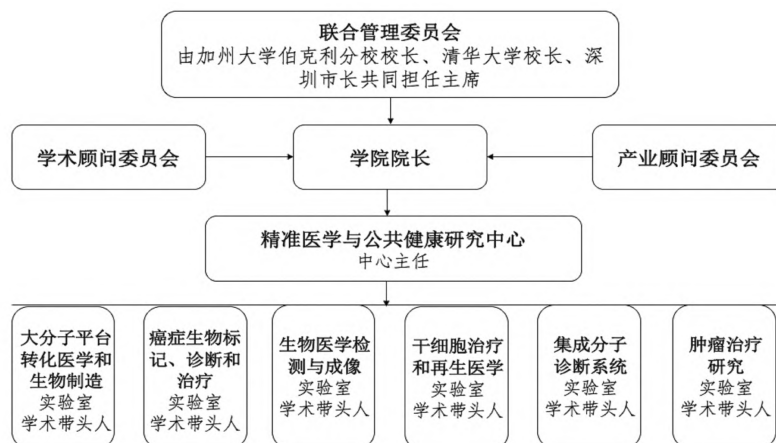 联合管理委员会
由加州大学伯克利分校校长、清华大学校长、深
圳市长共同担任主席
学术顾问委员会
学院院长
产业顾问委员会
精准医学与公共健康研究中心
中心主任
大分子平台
转化医学和
生物制造
实验室
学术带头人
癌症生物标
记、诊断和
治疗
实验室
学术带头人
生物医学检
测与成像
实验室
学术带头人
干细胞治疗
和再生医学
实验室
学术带头人
集成分子
诊断系统
实验室
学术带头人
肿瘤治疗
研究
实验室
学术带头人